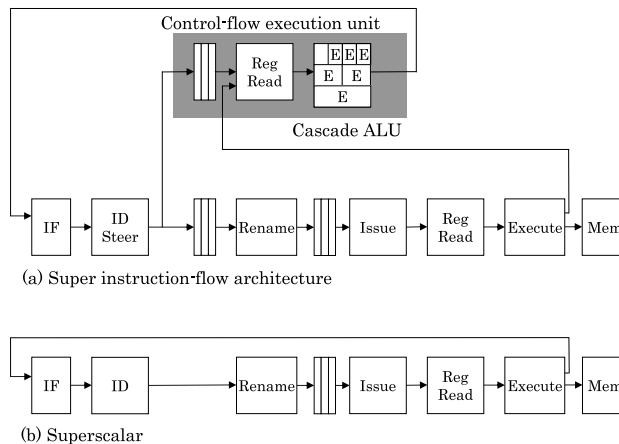 Control-flow execution unit
Reg Read
E E E
E E
E
Cascade ALU
IF
ID Steer
Rename
Issue
Reg Read
Execute
Mem
(a) Super instruction-flow architecture
IF
ID
Rename
Issue
Reg Read
Execute
Mem
(b) Superscalar